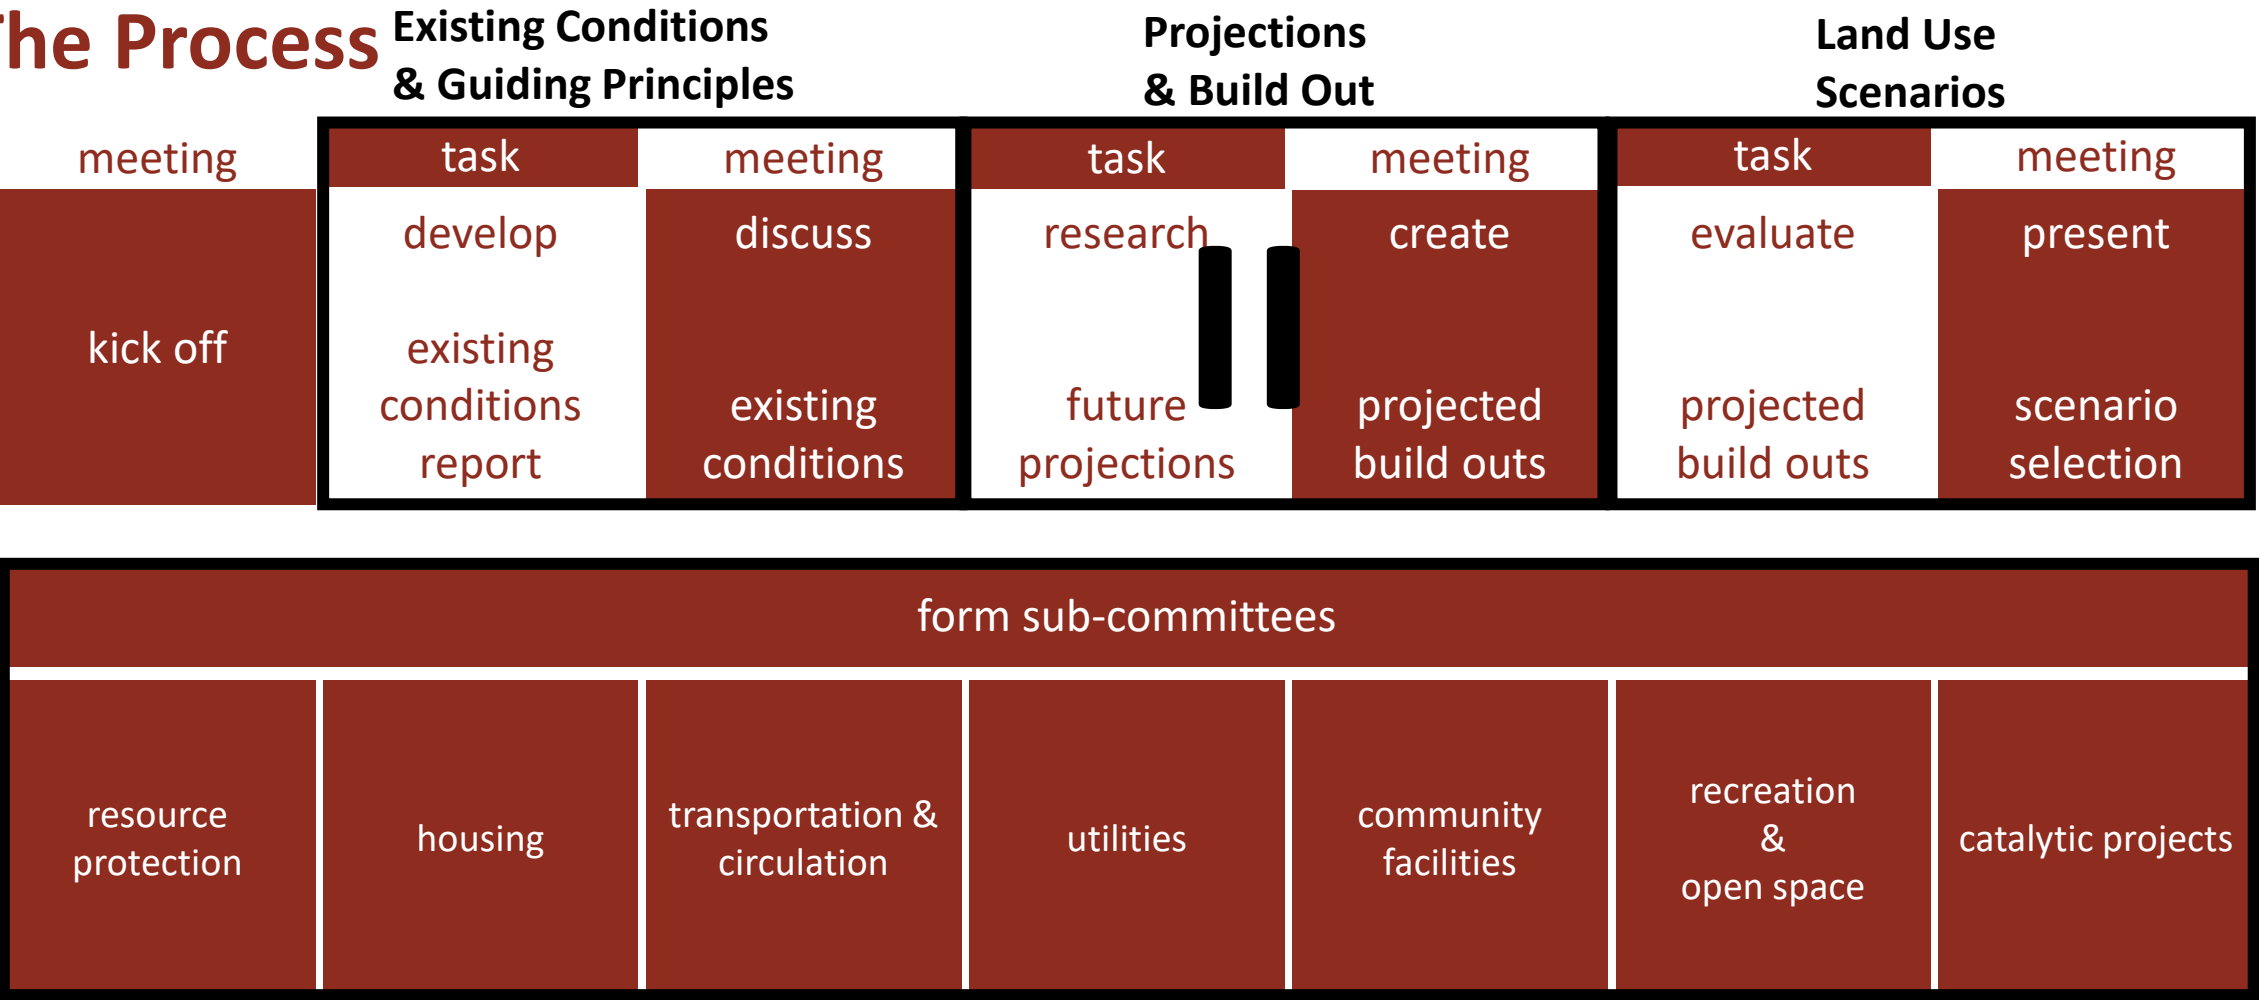 The Process
Existing Conditions
& Guiding Principles
Projections
& Build Out
Land Use
Scenarios
meeting
kick off
task
develop
existing
conditions
report
meeting
discuss
existing
conditions
task
research
future
projections
meeting
create
projected
build outs
task
evaluate
projected
build outs
meeting
present
scenario
selection
form sub-committees
resource
protection
housing
transportation &
circulation
utilities
community
facilities
recreation
&
open space
catalytic projects